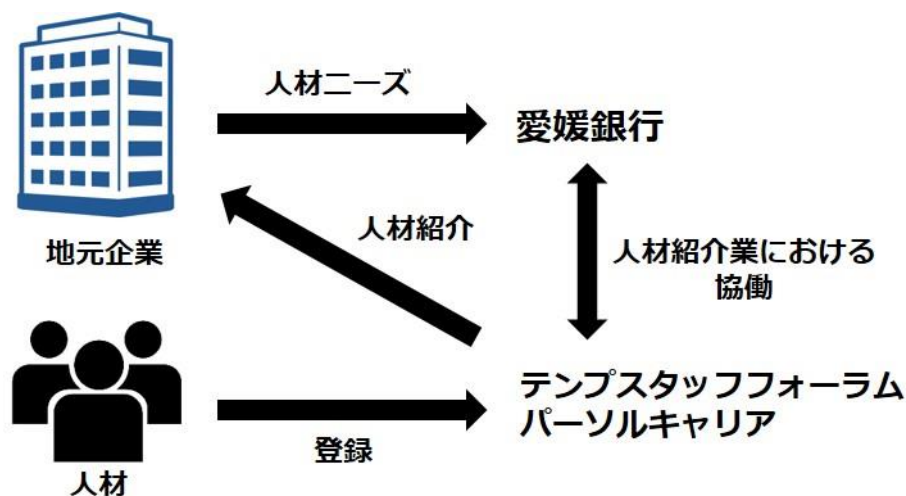 人材ニーズ
愛媛銀行
地元企業
人材紹介
人材紹介業における
協働
テンプスタッフフォーラム
パーソルキャリア
登録
人材